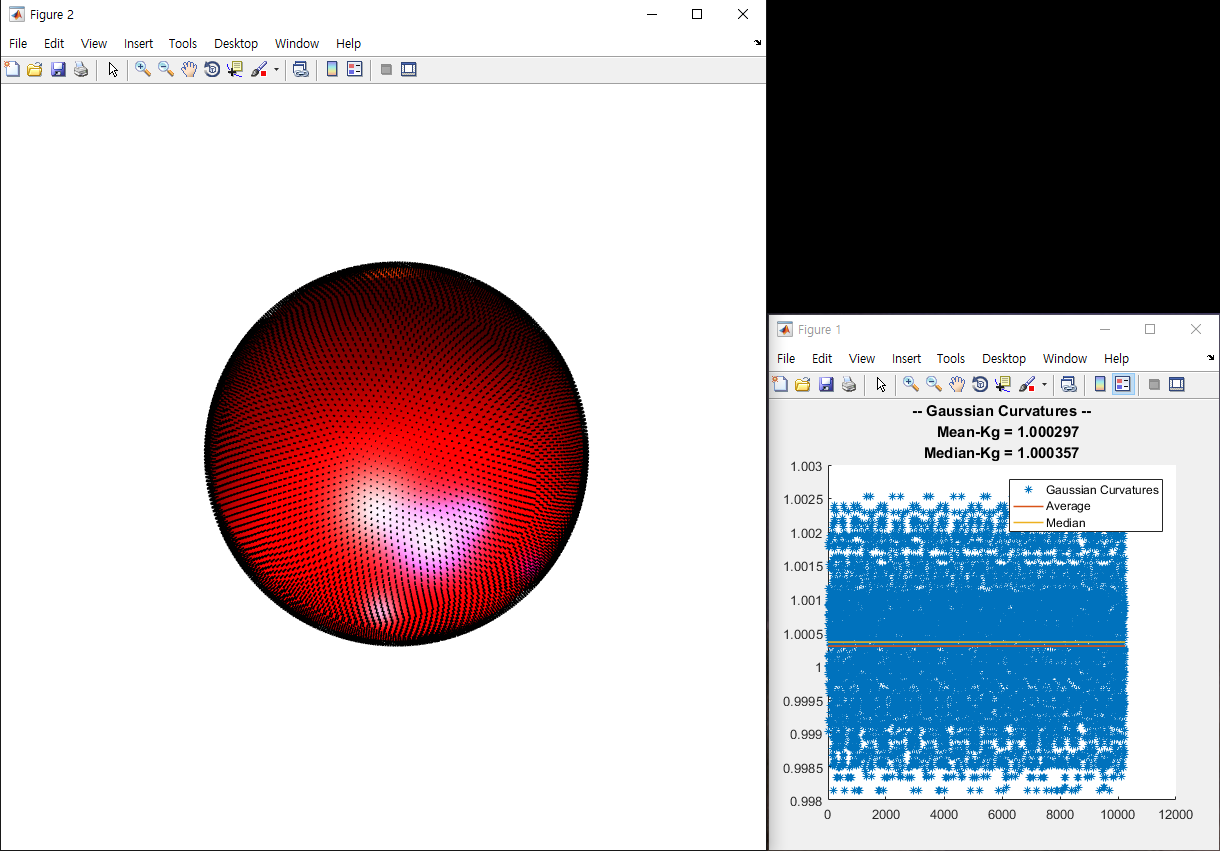 Figure 2
File Edit View Insert Tools Desktop Window Help
Figure 1
File Edit View Insert Tools Desktop Window Help
-- Gaussian Curvatures --
Mean-Kg = 1.000297
Median-Kg = 1.000357
1.003
1.0025
1.002
1.0015
1.001
1.0005
1
0.9995
0.999
0.9985
0.998
Gaussian Curvatures
Average
Median
0 2000 4000 6000 8000 10000 12000